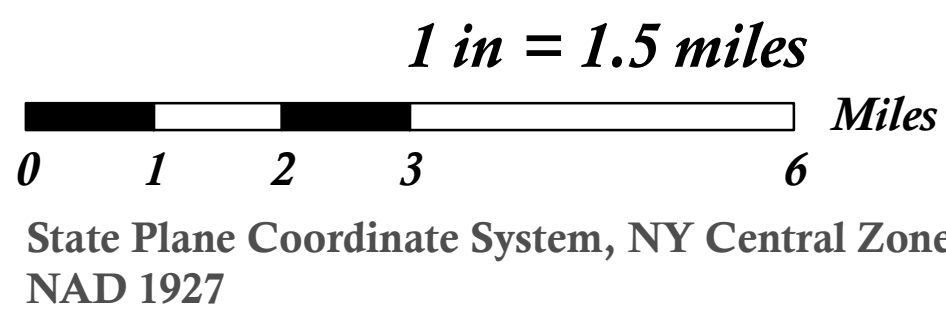 1 in = 1.5 miles
Miles
0 1 2 3 6
State Plane Coordinate System, NY Central Zone
NAD 1927